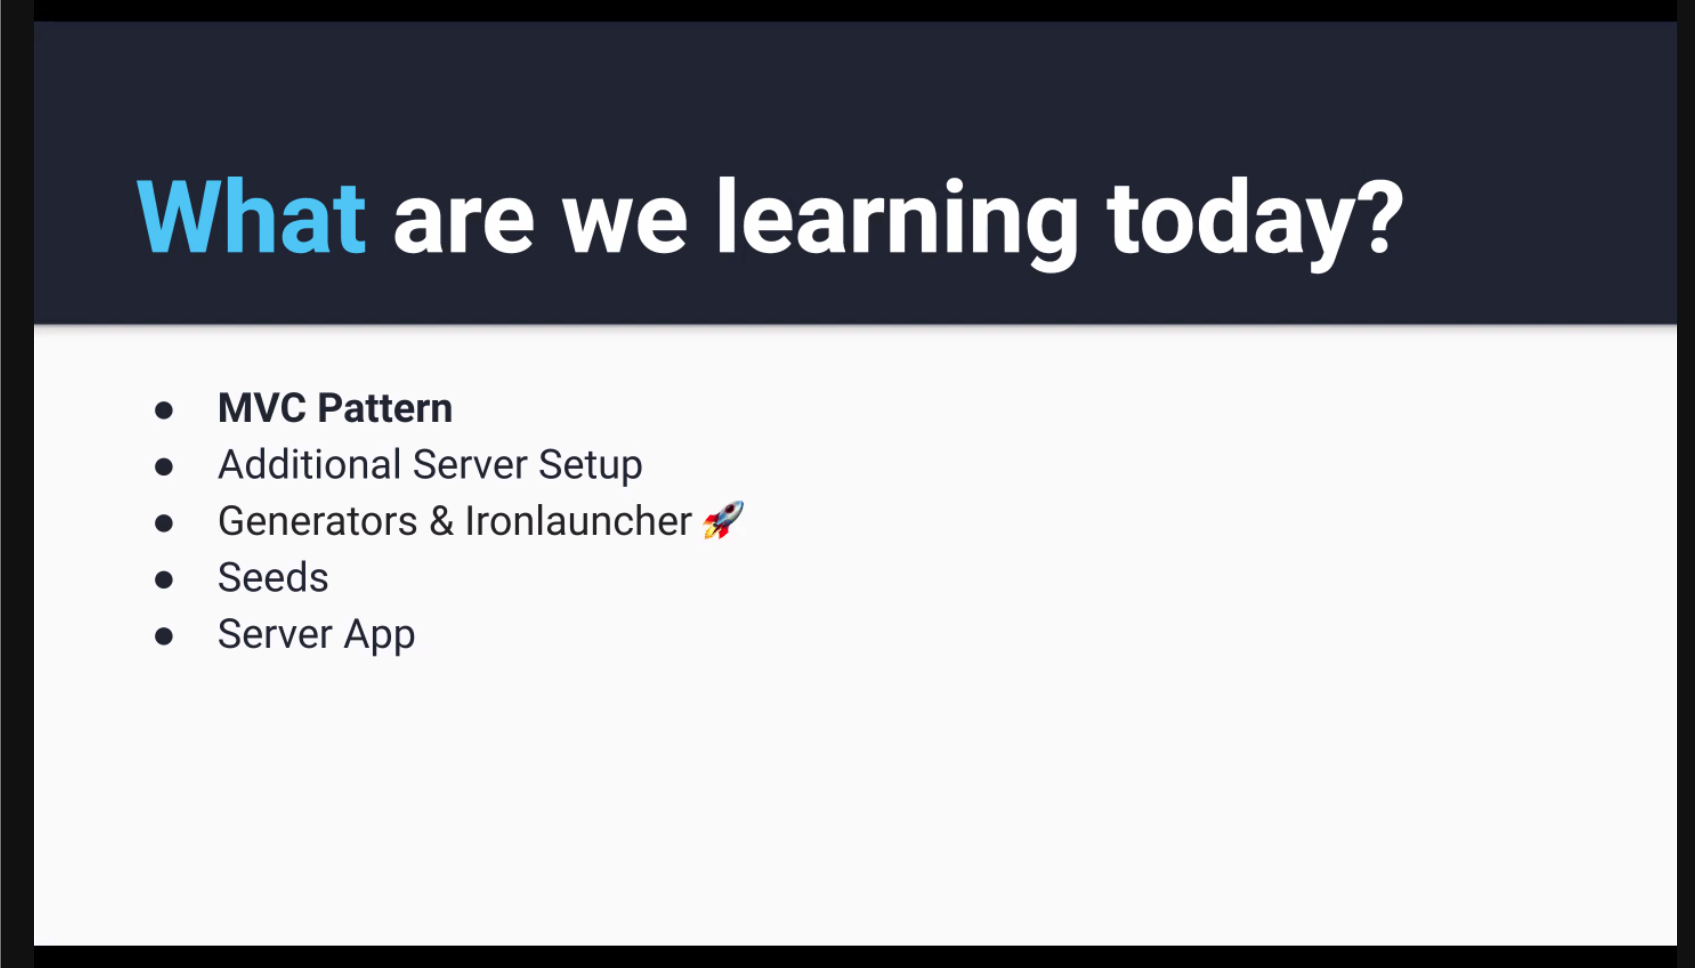 What are we learning today?
● MVC Pattern
● Additional Server Setup
● Generators & Ironlauncher 🚀
● Seeds
● Server App